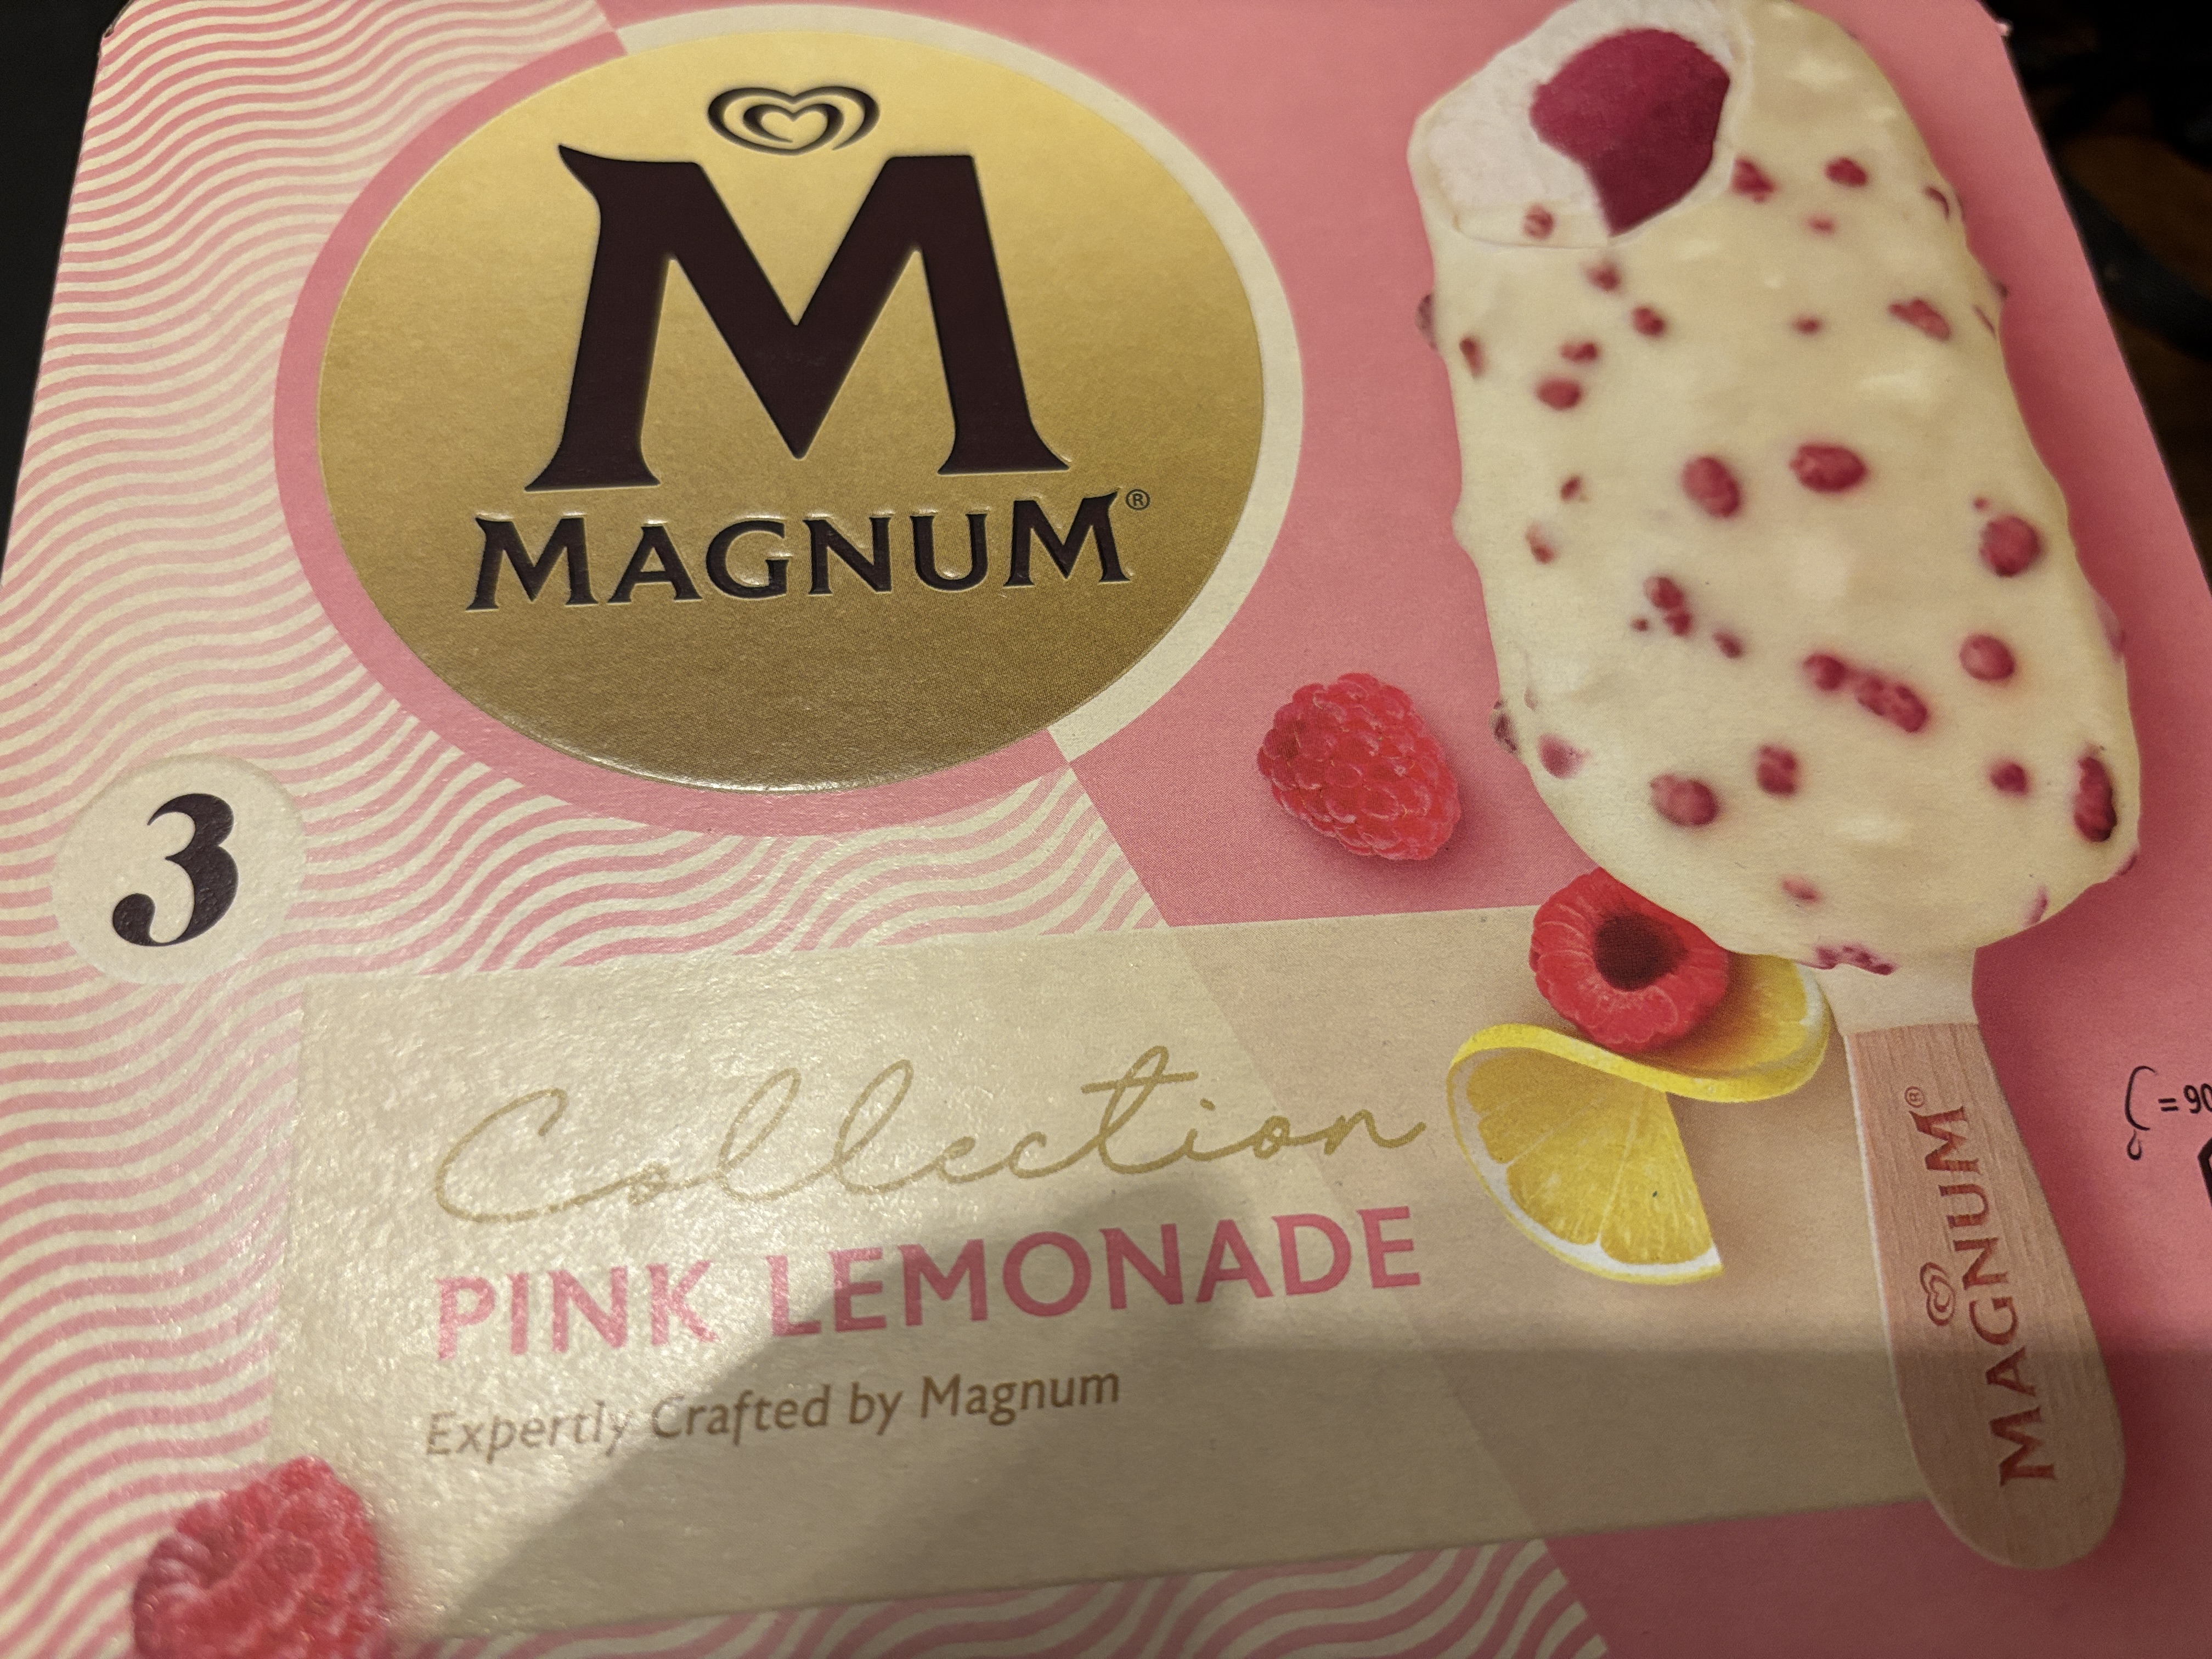 M
MAGNUM®
3
Collection
PINK LEMONADE
Expertly Crafted by Magnum
MAGNUM®